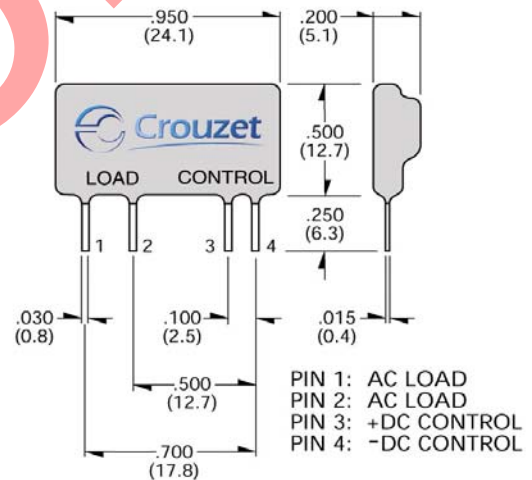 .950
(24.1)
.200
(5.1)
Crouzet
LOAD CONTROL
.500
(12.7)
.250
(6.3)
1 2 3 4
.030
(0.8)
.100
(2.5)
.015
(0.4)
.500
(12.7)
.700
(17.8)
PIN 1: AC LOAD
PIN 2: AC LOAD
PIN 3: +DC CONTROL
PIN 4: -DC CONTROL